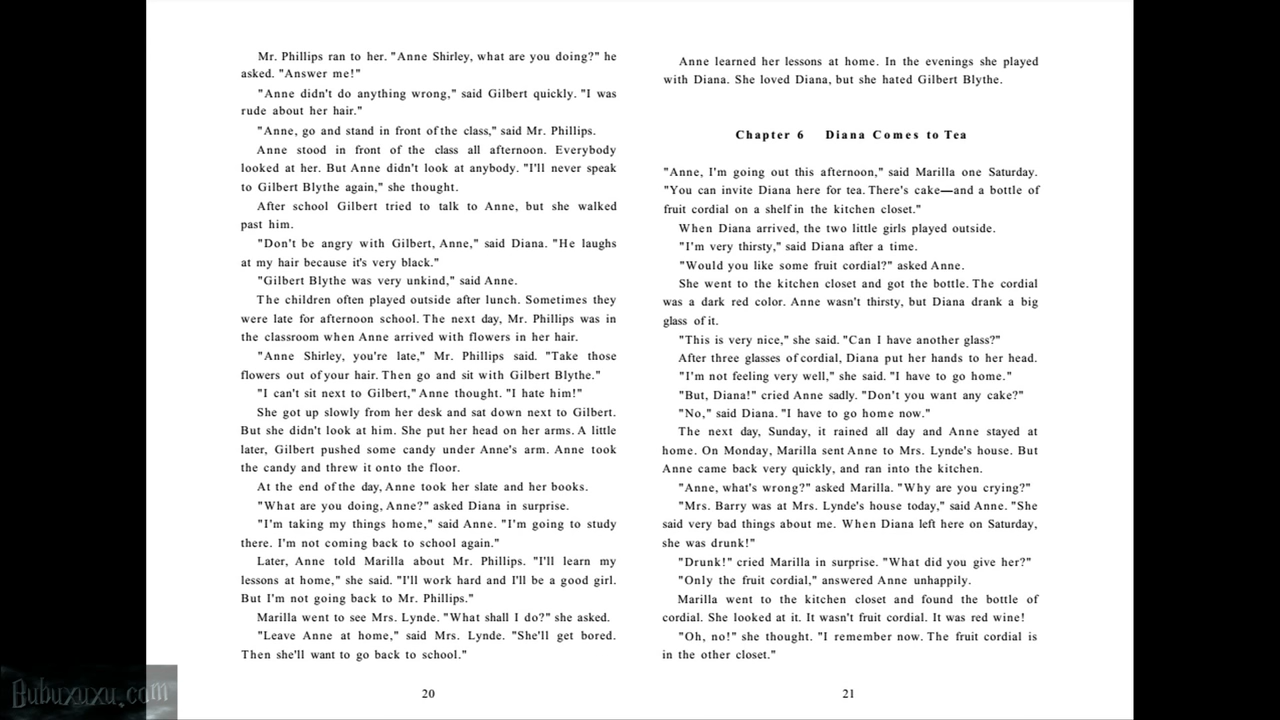 Mr. Phillips ran to her. "Anne Shirley, what are you doing?" he
asked. "Answer me!"
"Anne didn't do anything wrong," said Gilbert quickly. "I was
rude about her hair."
"Anne, go and stand in front of the class," said Mr. Phillips.
Anne stood in front of the class all afternoon. Everybody
looked at her. But Anne didn't look at anybody. "I'll never speak
to Gilbert Blythe again," she thought.
After school Gilbert tried to talk to Anne, but she walked
past him.
"Don't be angry with Gilbert, Anne," said Diana. "He laughs
at my hair because it's very black."
"Gilbert Blythe was very unkind," said Anne.
The children often played outside after lunch. Sometimes they
were late for afternoon school. The next day, Mr. Phillips was in
the classroom when Anne arrived with flowers in her hair.
"Anne Shirley, you're late," Mr. Phillips said. "Take those
flowers out of your hair. Then go and sit with Gilbert Blythe."
"I can't sit next to Gilbert," Anne thought. "I hate him!"
She got up slowly from her desk and sat down next to Gilbert.
But she didn't look at him. She put her head on her arms. A little
later, Gilbert pushed some candy under Anne's arm. Anne took
the candy and threw it onto the floor.
At the end of the day, Anne took her slate and her books.
"What are you doing, Anne?" asked Diana in surprise.
"I'm taking my things home," said Anne. "I'm going to study
there. I'm not coming back to school again."
Later, Anne told Marilla about Mr. Phillips. "I'll learn my
lessons at home," she said. "I'll work hard and I'll be a good girl.
But I'm not going back to Mr. Phillips."
Marilla went to see Mrs. Lynde. "What shall I do?" she asked.
"Leave Anne at home," said Mrs. Lynde. "She'll get bored.
Then she'll want to go back to school."
20
Anne learned her lessons at home. In the evenings she played
with Diana. She loved Diana, but she hated Gilbert Blythe.
Chapter 6 Diana Comes to Tea
"Anne, I'm going out this afternoon," said Marilla one Saturday.
"You can invite Diana here for tea. There's cake—and a bottle of
fruit cordial on a shelf in the kitchen closet."
When Diana arrived, the two little girls played outside.
"I'm very thirsty," said Diana after a time.
"Would you like some fruit cordial?" asked Anne.
She went to the kitchen closet and got the bottle. The cordial
was a dark red color. Anne wasn't thirsty, but Diana drank a big
glass of it.
"This is very nice," she said. "Can I have another glass?"
After three glasses of cordial, Diana put her hands to her head.
"I'm not feeling very well," she said. "I have to go home."
"But, Diana!" cried Anne sadly. "Don't you want any cake?"
"No," said Diana. "I have to go home now."
The next day, Sunday, it rained all day and Anne stayed at
home. On Monday, Marilla sent Anne to Mrs. Lynde's house. But
Anne came back very quickly, and ran into the kitchen.
"Anne, what's wrong?" asked Marilla. "Why are you crying?"
"Mrs. Barry was at Mrs. Lynde's house today," said Anne. "She
said very bad things about me. When Diana left here on Saturday,
she was drunk!"
"Drunk!" cried Marilla in surprise. "What did you give her?"
"Only the fruit cordial," answered Anne unhappily.
Marilla went to the kitchen closet and found the bottle of
cordial. She looked at it. It wasn't fruit cordial. It was red wine!
"Oh, no!" she thought. "I remember now. The fruit cordial is
in the other closet."
21
Bubuxuxu.com